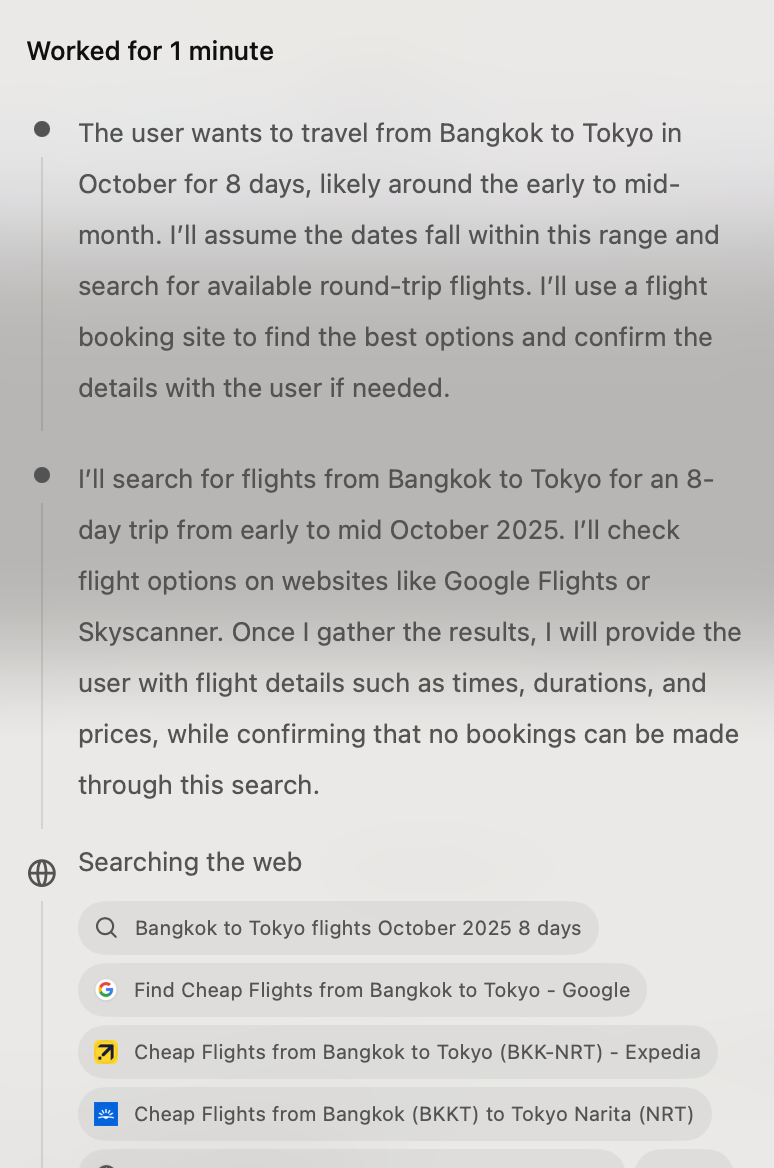 Worked for 1 minute
The user wants to travel from Bangkok to Tokyo in
October for 8 days, likely around the early to mid-
month. I’ll assume the dates fall within this range and
search for available round-trip flights. I’ll use a flight
booking site to find the best options and confirm the
details with the user if needed.
I’ll search for flights from Bangkok to Tokyo for an 8-
day trip from early to mid October 2025. I’ll check
flight options on websites like Google Flights or
Skyscanner. Once I gather the results, I will provide the
user with flight details such as times, durations, and
prices, while confirming that no bookings can be made
through this search.
Searching the web
Bangkok to Tokyo flights October 2025 8 days
Find Cheap Flights from Bangkok to Tokyo - Google
Cheap Flights from Bangkok to Tokyo (BKK-NRT) - Expedia
Cheap Flights from Bangkok (BKKT) to Tokyo Narita (NRT)